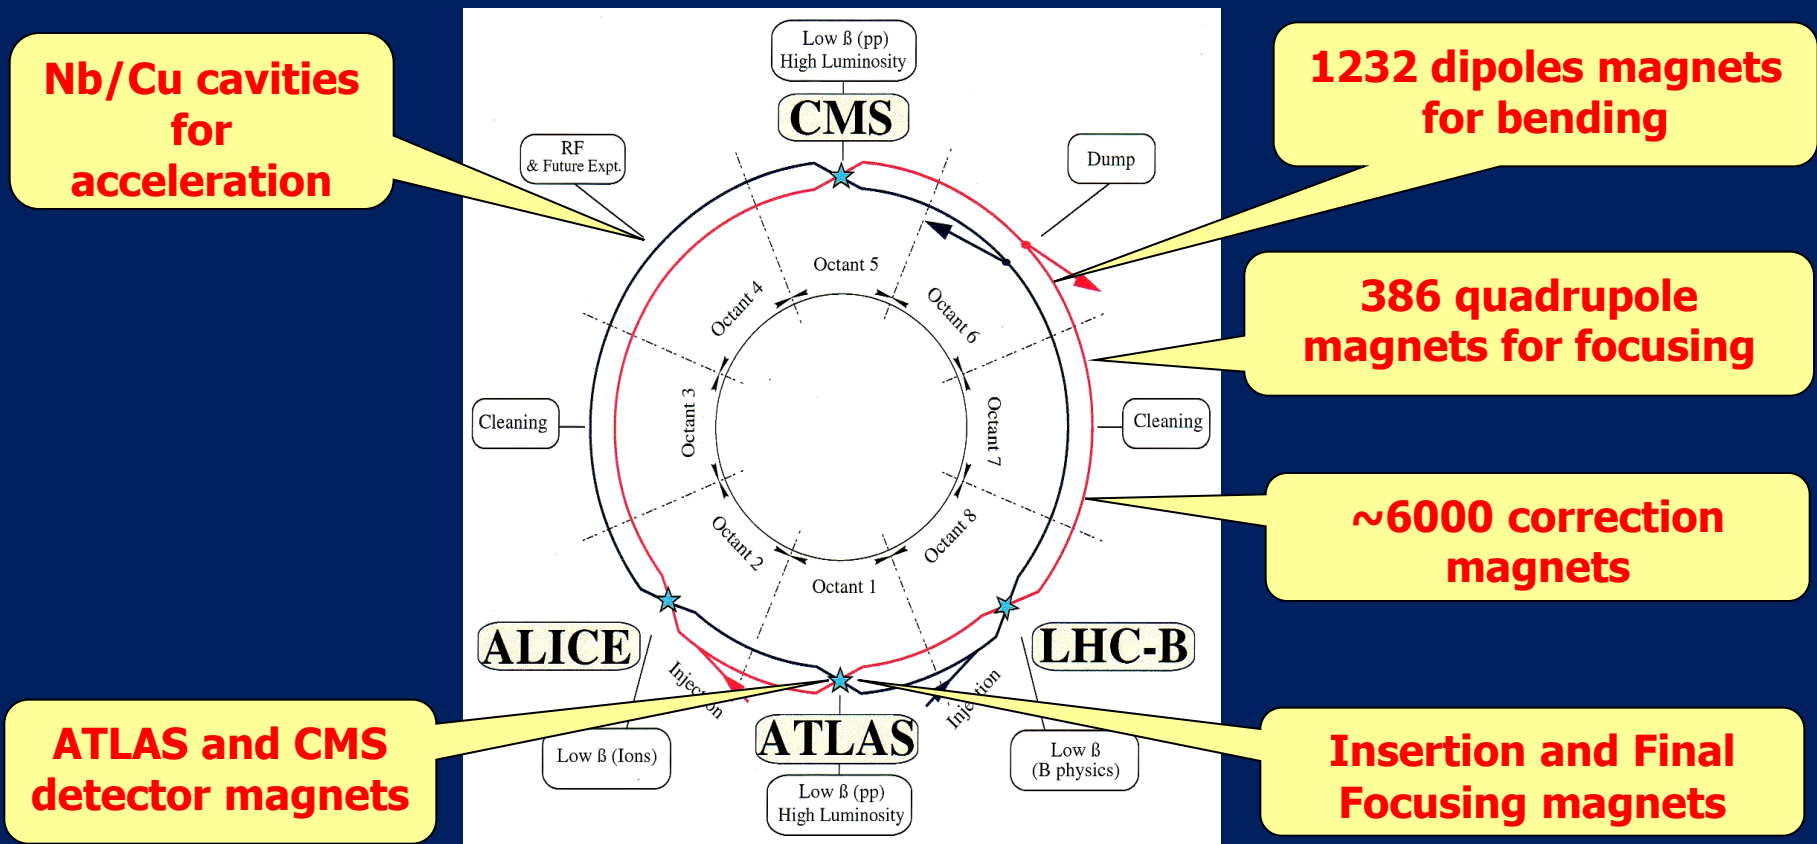 Nb/Cu cavities
for
acceleration
Low ß (pp)
High Luminosity
CMS
1232 dipoles magnets
for bending
RF
& Future Expt.
Dump
Octant 5
Octant 4
Octant 6
386 quadrupole
magnets for focusing
Cleaning
Octant 3
Octant 7
Cleaning
~6000 correction
magnets
Octant 2
Octant 8
Octant 1
ALICE
LHC-B
Injection
Injection
ATLAS and CMS
detector magnets
Low ß (Ions)
ATLAS
Low ß (pp)
High Luminosity
Low ß
(B physics)
Insertion and Final
Focusing magnets